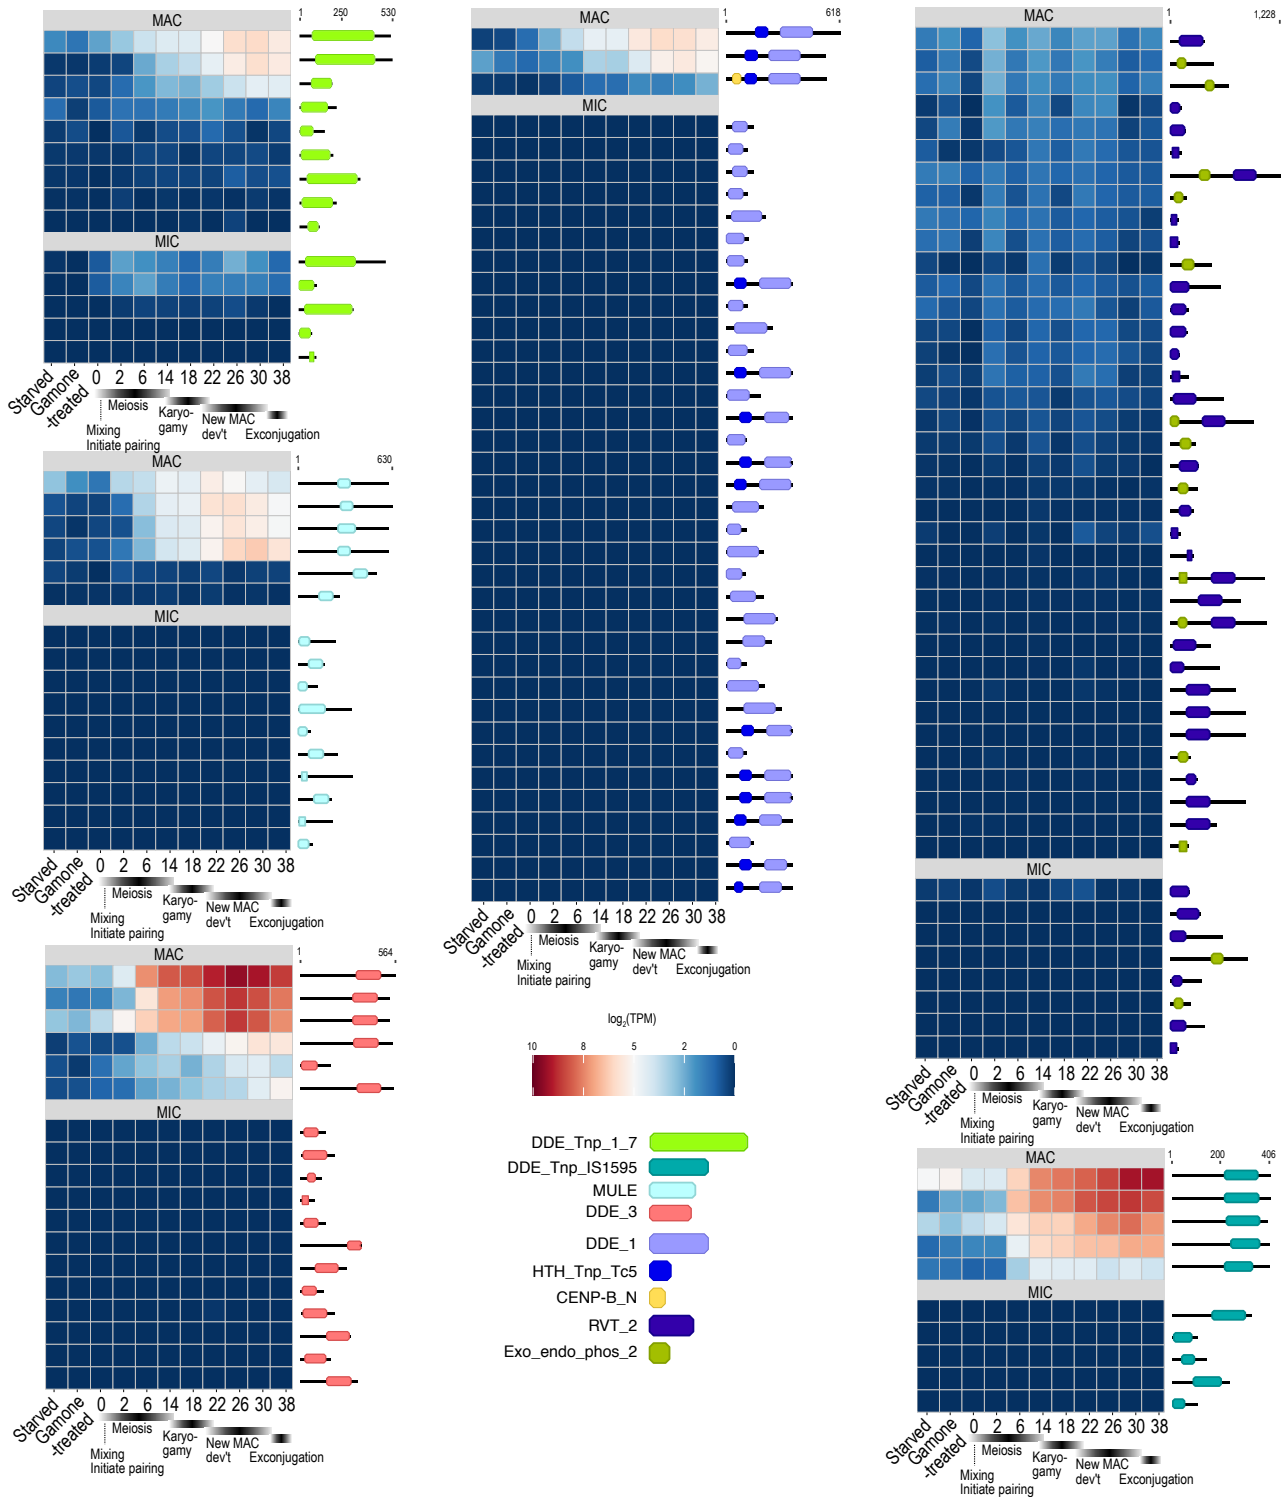 1 250 530
MAC
MIC
Starved
Gamone
-treated
0 2 6 14 18 22 26 30 38
Meiosis
Karyo-
gamy
New MAC
dev't
Exconjugation
Mixing
Initiate pairing
1 630
MAC
MIC
Starved
Gamone
-treated
0 2 6 14 18 22 26 30 38
Meiosis
Karyo-
gamy
New MAC
dev't
Exconjugation
Mixing
Initiate pairing
1 564
MAC
MIC
Starved
Gamone
-treated
0 2 6 14 18 22 26 30 38
Meiosis
Karyo-
gamy
New MAC
dev't
Exconjugation
Mixing
Initiate pairing
1 618
MAC
MIC
Starved
Gamone
-treated
0 2 6 14 18 22 26 30 38
Meiosis
Karyo-
gamy
New MAC
dev't
Exconjugation
Mixing
Initiate pairing
log₂(TPM)
10 8 5 2 0
DDE_Tnp_1_7
DDE_Tnp_IS1595
MULE
DDE_3
DDE_1
HTH_Tnp_Tc5
CENP-B_N
RVT_2
Exo_endo_phos_2
1 1,228
MAC
MIC
Starved
Gamone
-treated
0 2 6 14 18 22 26 30 38
Meiosis
Karyo-
gamy
New MAC
dev't
Exconjugation
Mixing
Initiate pairing
1 200 406
MAC
MIC
Starved
Gamone
-treated
0 2 6 14 18 22 26 30 38
Meiosis
Karyo-
gamy
New MAC
dev't
Exconjugation
Mixing
Initiate pairing